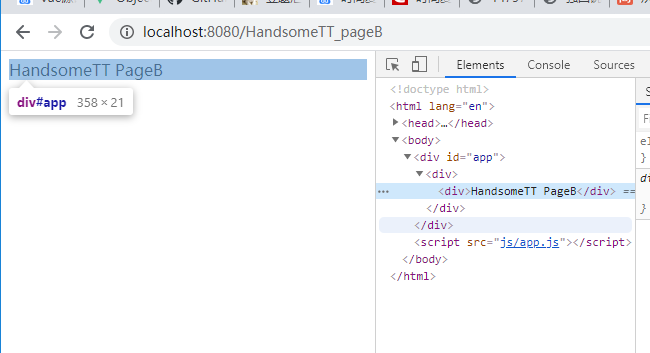 localhost:8080/HandsomeTT_pageB
HandsomeTT PageB
div#app 358 × 21
Elements Console Sources
<!doctype html>
<html lang="en">
<head>…</head>
<body>
<div id="app">
<div>
… <div>HandsomeTT PageB</div> ==
</div>
</div>
<script src="js/app.js"></script>
</body>
</html>